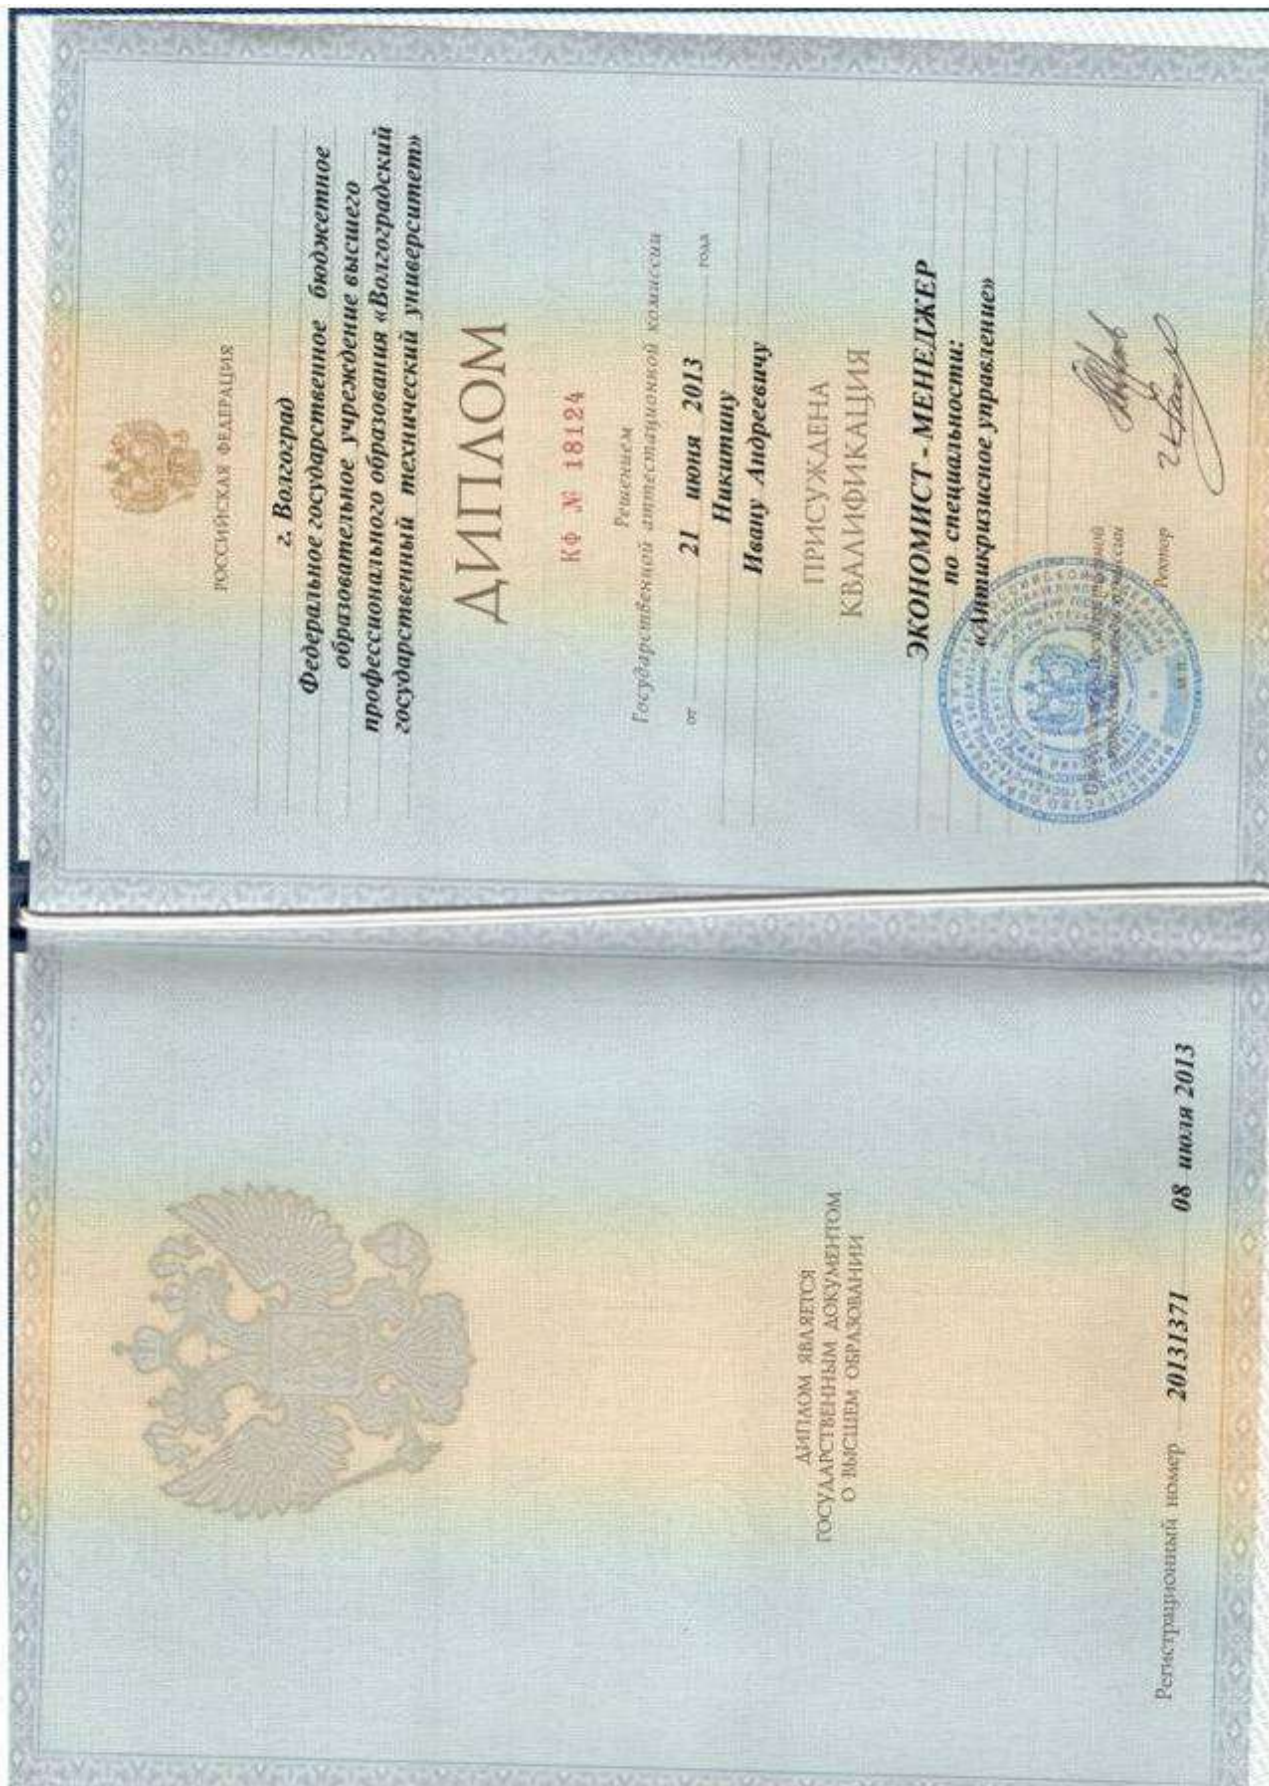 ДИПЛОМ ЯВЛЯЕТСЯ
ГОСУДАРСТВЕННЫМ ДОКУМЕНТОМ
О ВЫСШЕМ ОБРАЗОВАНИИ
Регистрационный номер 20131371 08 июля 2013
РОССИЙСКАЯ ФЕДЕРАЦИЯ
г. Волгоград
Федеральное государственное бюджетное
образовательное учреждение высшего
профессионального образования «Волгоградский
государственный технический университет»
ДИПЛОМ
КФ № 18124
Решением
Государственной аттестационной комиссии
от 21 июня 2013 года
Никитину
Ивану Андреевичу
ПРИСУЖДЕНА
КВАЛИФИКАЦИЯ
ЭКОНОМИСТ - МЕНЕДЖЕР
по специальности:
«Антикризисное управление»
Ректор